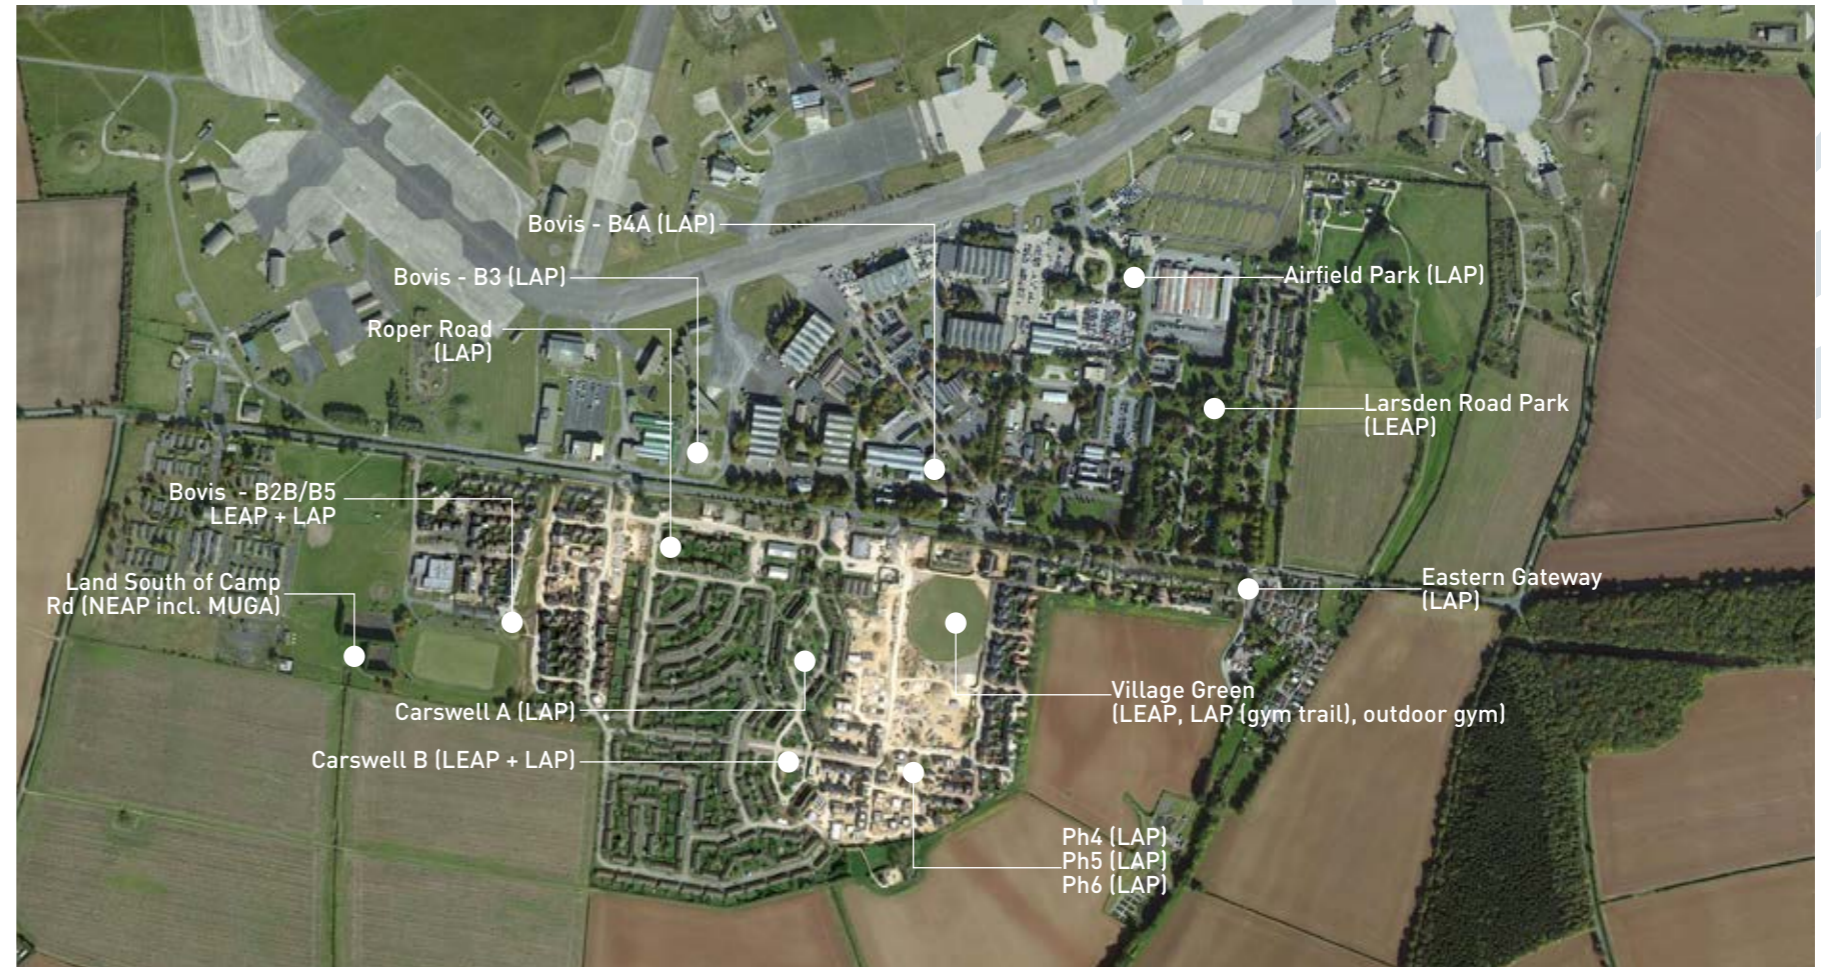 Bovis - B4A (LAP)
Bovis - B3 (LAP)
Airfield Park (LAP)
Roper Road
(LAP)
Larsden Road Park
(LEAP)
Bovis - B2B/B5
LEAP + LAP
Land South of Camp
Rd (NEAP incl. MUGA)
Eastern Gateway
(LAP)
Village Green
(LEAP, LAP (gym trail), outdoor gym)
Carswell A (LAP)
Carswell B (LEAP + LAP)
Ph4 (LAP)
Ph5 (LAP)
Ph6 (LAP)